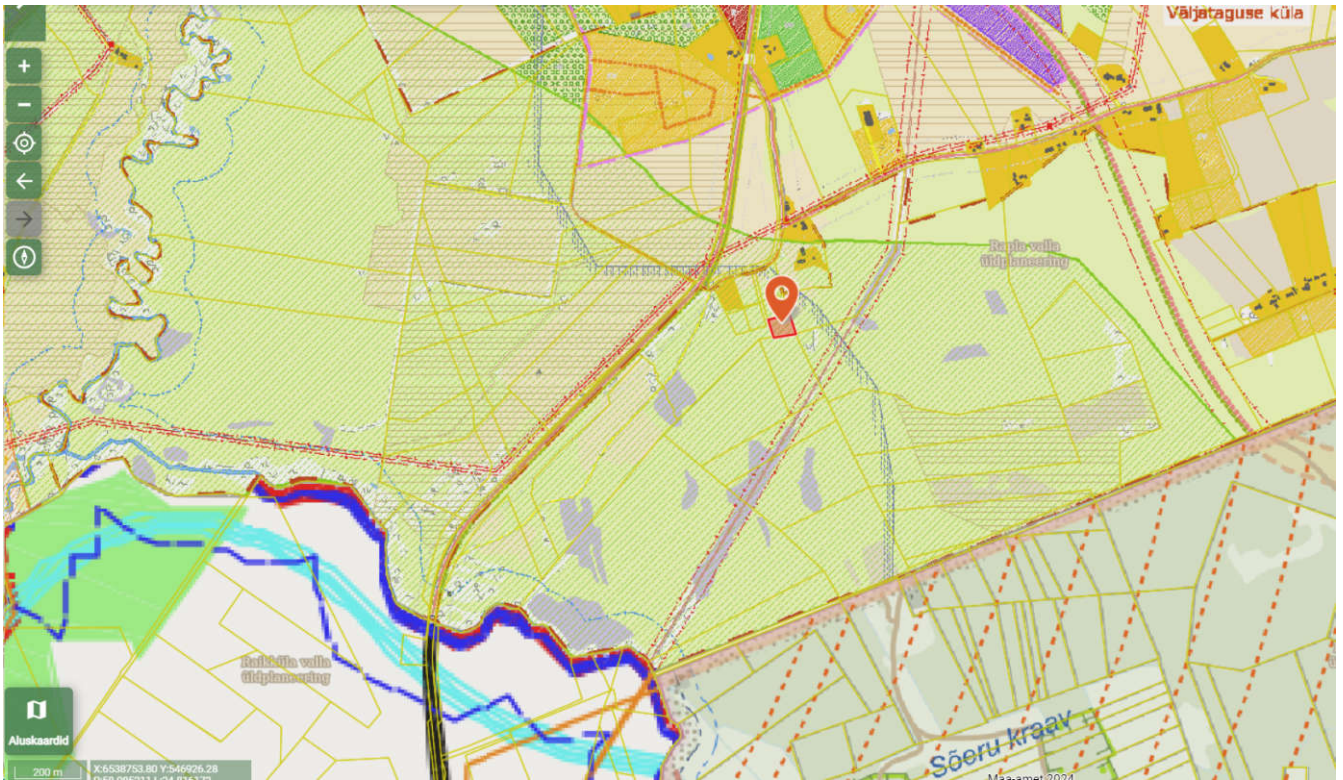 Väljataguse küla
Rapla valla
üldplaneering
Raikküla valla
üldplaneering
Sõeru kraav
Aluskaardid
200 m
X:6538753.80 Y:546926.28
Maa-amet 2024